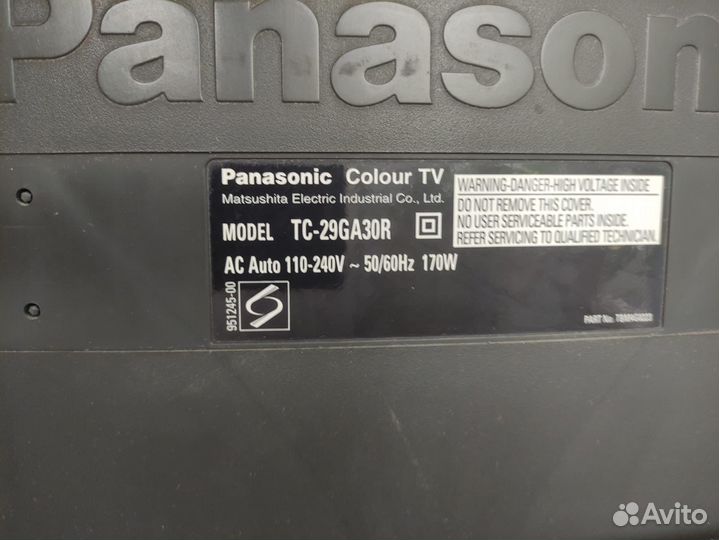 Panason
Panasonic Colour TV
Matsushita Electric Industrial Co., Ltd.
MODEL TC-29GA30R
AC Auto 110-240V ~ 50/60Hz 170W
951245-00
WARNING-DANGER-HIGH VOLTAGE INSIDE
DO NOT REMOVE THIS COVER.
NO USER SERVICEABLE PARTS INSIDE.
REFER SERVICING TO QUALIFIED TECHNICIAN.
PART No.
Avito